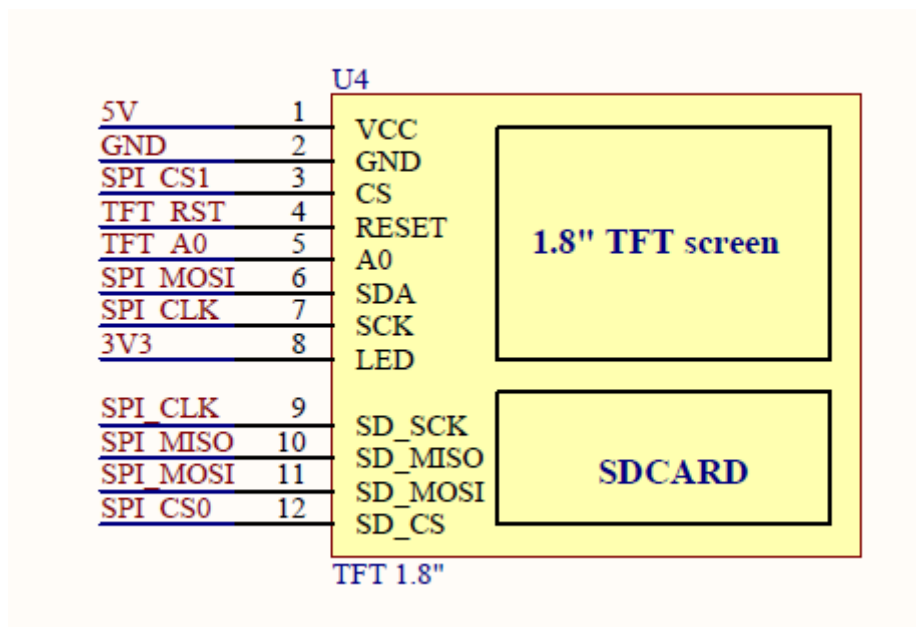 U4
5V 1 VCC
GND 2 GND
SPI_CS1 3 CS
TFT_RST 4 RESET
TFT_A0 5 A0
SPI_MOSI 6 SDA
SPI_CLK 7 SCK
3V3 8 LED
1.8" TFT screen
SPI_CLK 9 SD_SCK
SPI_MISO 10 SD_MISO
SPI_MOSI 11 SD_MOSI
SPI_CS0 12 SD_CS
SDCARD
TFT 1.8"